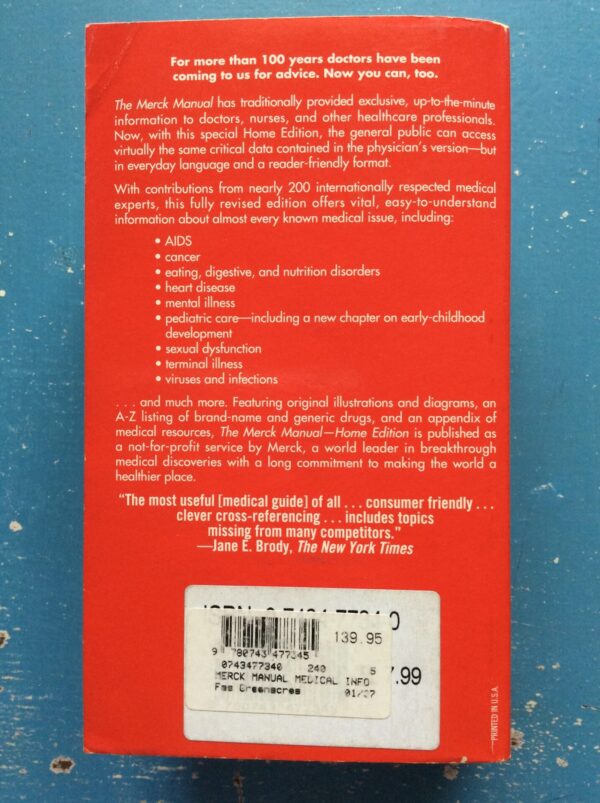 For more than 100 years doctors have been
coming to us for advice. Now you can, too.
The Merck Manual has traditionally provided exclusive, up-to-the-minute
information to doctors, nurses, and other healthcare professionals.
Now, with this special Home Edition, the general public can access
virtually the same critical data contained in the physician's version—but
in everyday language and a reader-friendly format.
With contributions from nearly 200 internationally respected medical
experts, this fully revised edition offers vital, easy-to-understand
information about almost every known medical issue, including:
• AIDS
• cancer
• eating, digestive, and nutrition disorders
• heart disease
• mental illness
• pediatric care—including a new chapter on early-childhood
development
• sexual dysfunction
• terminal illness
• viruses and infections
. . . and much more. Featuring original illustrations and diagrams, an
A-Z listing of brand-name and generic drugs, and an appendix of
medical resources, The Merck Manual—Home Edition is published as
a not-for-profit service by Merck, a world leader in breakthrough
medical discoveries with a long commitment to making the world a
healthier place.
"The most useful [medical guide] of all . . . consumer friendly . . .
clever cross-referencing . . . includes topics
missing from many competitors."
—Jane E. Brody, The New York Times
139.95
9 780743 477345
0743477340 240 5
MERCK MANUAL MEDICAL INFO
Fas Greenacres 01/27
.99
PRINTED IN U.S.A.